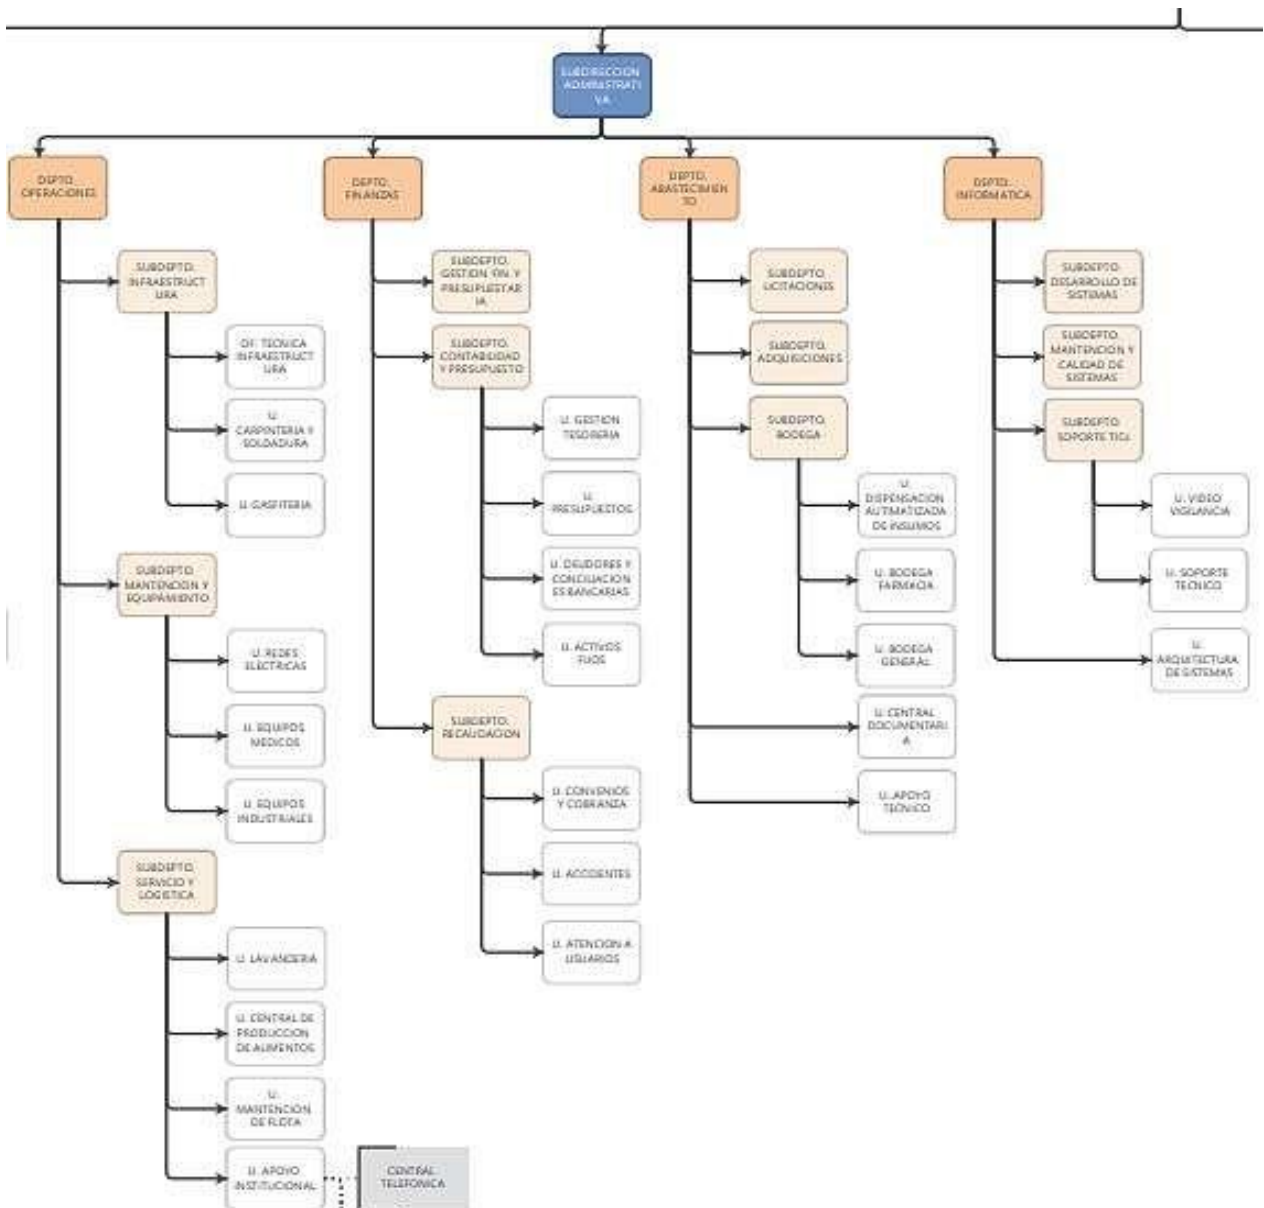 SUBDIRECCION
ADMINISTRATI
VA
DEPTO.
OPERACIONES
SUBDEPTO.
INFRAESTRUCT
URA
OF. TECNICA
INFRAESTRUCT
URA
U.
CARPINTERIA Y
SOLDADURA
U. GASFITERIA
SUBDEPTO.
MANTENCION Y
EQUIPAMIENTO
U. REDES
ELECTRICAS
U. EQUIPOS
MEDICOS
U. EQUIPOS
INDUSTRIALES
SUBDEPTO.
SERVICIO Y
LOGISTICA
U. LAVANDERIA
U. CENTRAL DE
PRODUCCION
DE ALIMENTOS
U.
MANTENCION
DE FLOTA
U. APOYO
INSTITUCIONAL
CENTRAL
TELEFONICA
DEPTO.
FINANZAS
SUBDEPTO.
GESTION. FIN. Y
PRESUPUESTAR
IA
SUBDEPTO.
CONTABILIDAD
Y PRESUPUESTO
U. GESTION
TESORERIA
U.
PRESUPUESTOS
U. DEUDORES Y
CONCILIACION
ES BANCARIAS
U. ACTIVOS
FIJOS
SUBDEPTO.
RECAUDACION
U. CONVENIOS
Y COBRANZA
U. ACCIDENTES
U. ATENCION A
USUARIOS
DEPTO.
ABASTECIMIEN
TO
SUBDEPTO.
LICITACIONES
SUBDEPTO.
ADQUISICIONES
SUBDEPTO.
BODEGA
U.
DISPENSACION
AUTIMATIZADA
DE INSUMOS
U. BODEGA
FARMACIA
U. BODEGA
GENERAL
U. CENTRAL
DOCUMENTARI
A
U. APOYO
TECNICO
DEPTO.
INFORMATICA
SUBDEPTO.
DESARROLLO DE
SISTEMAS
SUBDEPTO.
MANTENCION Y
CALIDAD DE
SISTEMAS
SUBDEPTO.
SOPORTE
U. VIDEO
VIGILANCIA
U. SOPORTE
TECNICO
U.
ARQUITECTURA
DE SISTEMAS